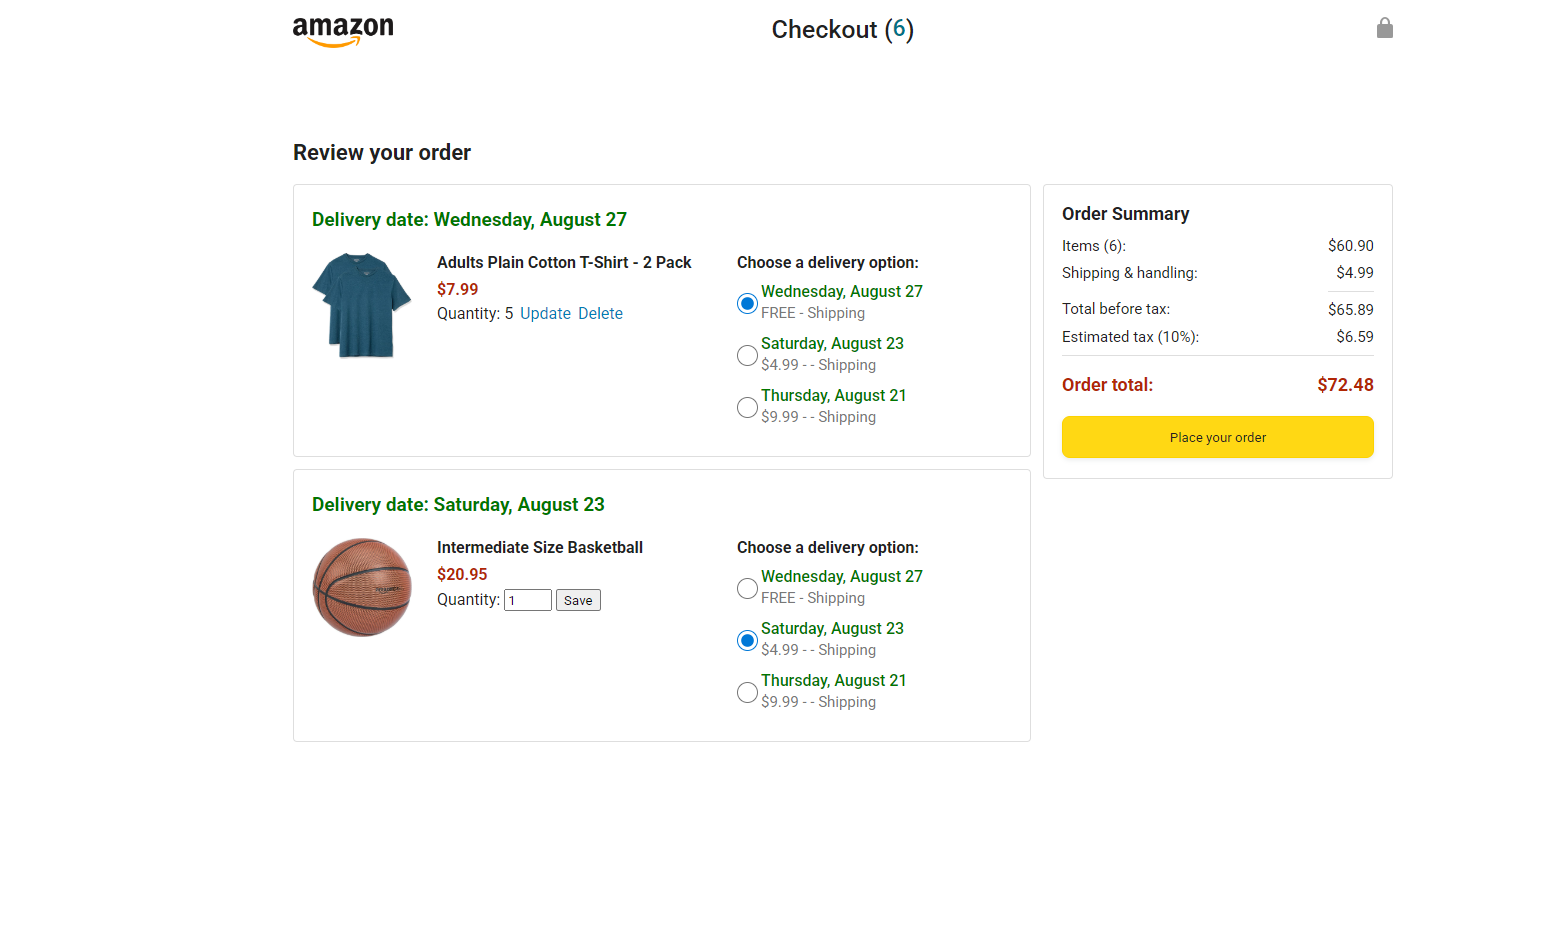 amazon
Checkout (6)
Review your order
Delivery date: Wednesday, August 27
Adults Plain Cotton T-Shirt - 2 Pack
$7.99
Quantity: 5 Update Delete
Choose a delivery option:
Wednesday, August 27
FREE - Shipping
Saturday, August 23
$4.99 - - Shipping
Thursday, August 21
$9.99 - - Shipping
Delivery date: Saturday, August 23
Intermediate Size Basketball
$20.95
Quantity: 1 Save
Choose a delivery option:
Wednesday, August 27
FREE - Shipping
Saturday, August 23
$4.99 - - Shipping
Thursday, August 21
$9.99 - - Shipping
Order Summary
Items (6): $60.90
Shipping & handling: $4.99
Total before tax: $65.89
Estimated tax (10%): $6.59
Order total: $72.48
Place your order